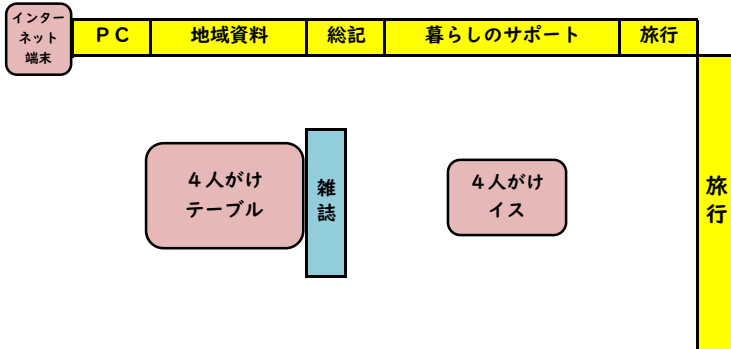 インター
ネット
端末
ＰＣ
地域資料
総記
暮らしのサポート
旅行
４人がけ
テーブル
雑誌
４人がけ
イス
旅行